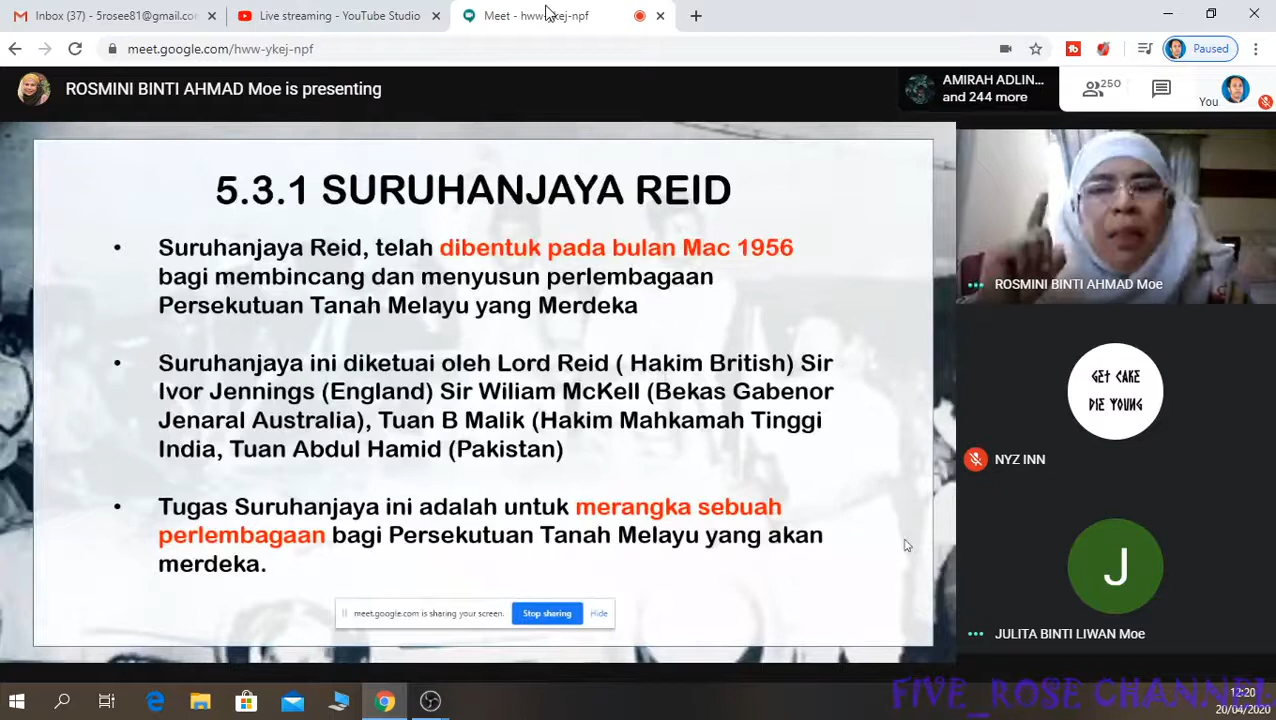 Inbox (37) - 5rosee81@gmail.co
Live streaming - YouTube Studio
Meet - hww-ykej-npf
meet.google.com/hww-ykej-npf
Paused
ROSMINI BINTI AHMAD Moe is presenting
AMIRAH ADLIN...
and 244 more
250
You
5.3.1 SURUHANJAYA REID
• Suruhanjaya Reid, telah dibentuk pada bulan Mac 1956
bagi membincang dan menyusun perlembagaan
Persekutuan Tanah Melayu yang Merdeka
• Suruhanjaya ini diketuai oleh Lord Reid ( Hakim British) Sir
Ivor Jennings (England) Sir Wiliam McKell (Bekas Gabenor
Jenaral Australia), Tuan B Malik (Hakim Mahkamah Tinggi
India, Tuan Abdul Hamid (Pakistan)
• Tugas Suruhanjaya ini adalah untuk merangka sebuah
perlembagaan bagi Persekutuan Tanah Melayu yang akan
merdeka.
meet.google.com is sharing your screen.
Stop sharing
Hide
ROSMINI BINTI AHMAD Moe
GET CAKE
DIE YOUNG
NYZ INN
J
JULITA BINTI LIWAN Moe
FIVE_ROSE CHANNEL
12:20
20/04/2020